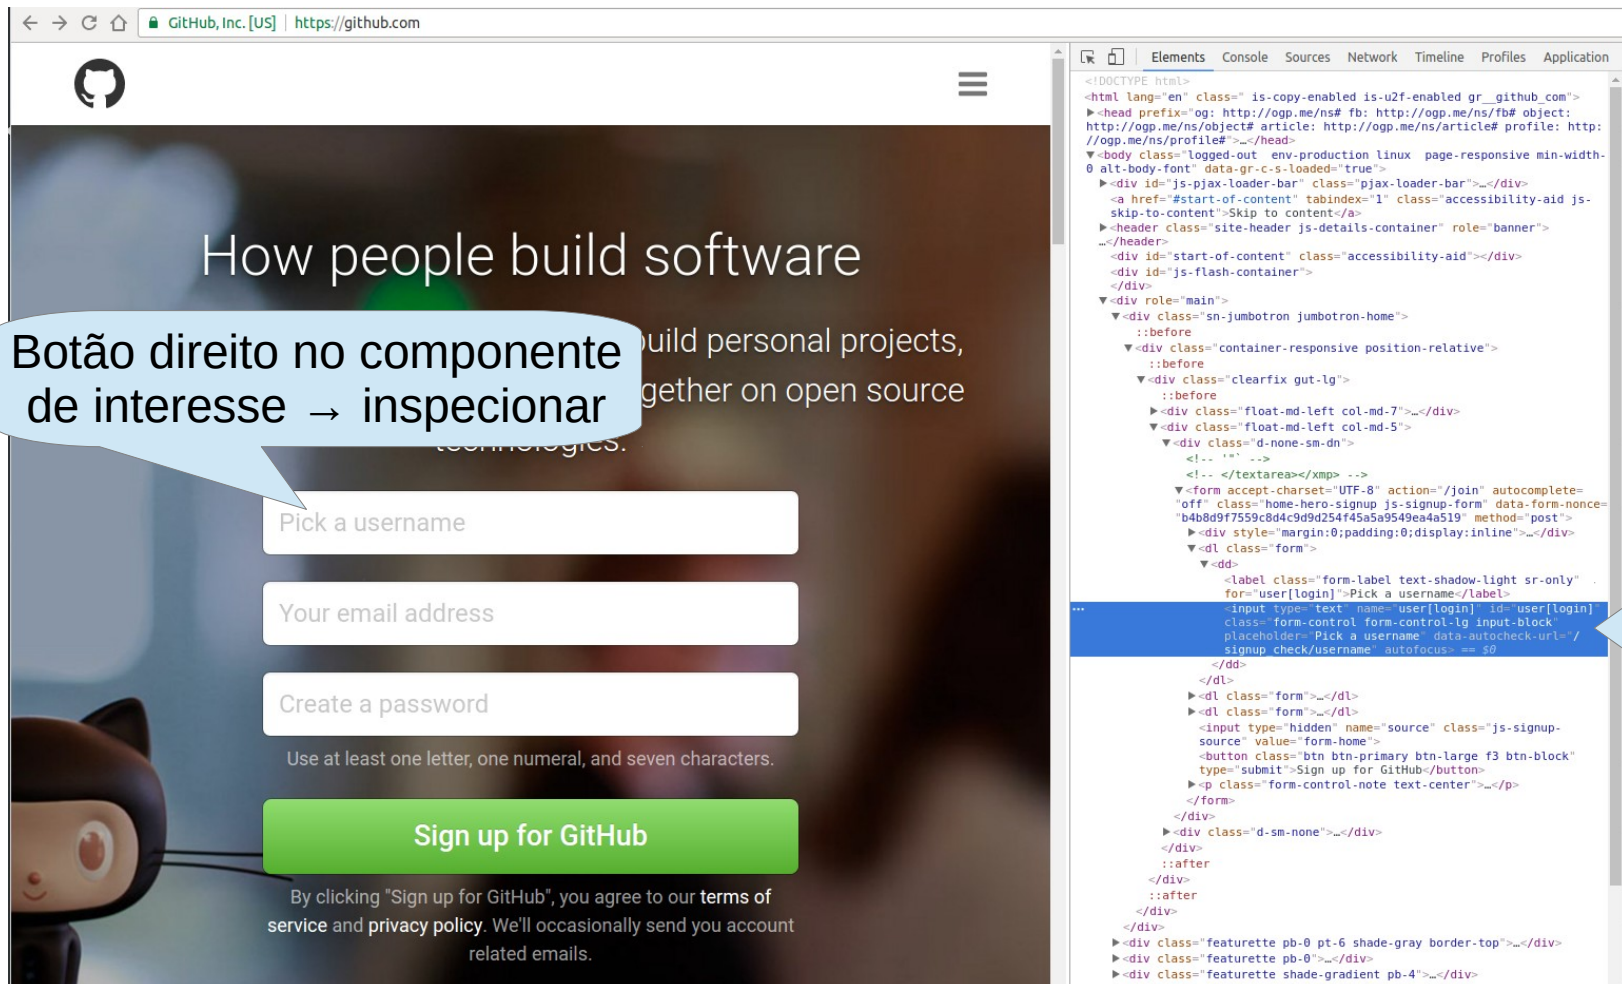 GitHub, Inc. [US] | https://github.com
How people build software
Botão direito no componente
de interesse → inspecionar
uild personal projects,
gether on open source
technologies.
Pick a username
Your email address
Create a password
Use at least one letter, one numeral, and seven characters.
Sign up for GitHub
By clicking "Sign up for GitHub", you agree to our terms of
service and privacy policy. We'll occasionally send you account
related emails.
Elements Console Sources Network Timeline Profiles Application
<!DOCTYPE html>
<html lang="en" class=" is-copy-enabled is-u2f-enabled gr__github_com">
▶<head prefix="og: http://ogp.me/ns# fb: http://ogp.me/ns/fb# object:
http://ogp.me/ns/object# article: http://ogp.me/ns/article# profile: http:
//ogp.me/ns/profile#">…</head>
▼<body class="logged-out env-production linux page-responsive min-width-
0 alt-body-font" data-gr-c-s-loaded="true">
▶<div id="js-pjax-loader-bar" class="pjax-loader-bar">…</div>
<a href="#start-of-content" tabindex="1" class="accessibility-aid js-
skip-to-content">Skip to content</a>
▶<header class="site-header js-details-container" role="banner">
…</header>
<div id="start-of-content" class="accessibility-aid"></div>
<div id="js-flash-container">
</div>
▼<div role="main">
▼<div class="sn-jumbotron jumbotron-home">
::before
▼<div class="container-responsive position-relative">
::before
▼<div class="clearfix gut-lg">
::before
▶<div class="float-md-left col-md-7">…</div>
▼<div class="float-md-left col-md-5">
▼<div class="d-none-sm-dn">
<!-- '"` -->
<!-- </textarea></xmp> -->
▼<form accept-charset="UTF-8" action="/join" autocomplete=
"off" class="home-hero-signup js-signup-form" data-form-nonce=
"b4b8d9f7559c8d4c9d9d254f45a5a9549ea4a519" method="post">
▶<div style="margin:0;padding:0;display:inline">…</div>
▼<dl class="form">
▼<dd>
<label class="form-label text-shadow-light sr-only"
for="user[login]">Pick a username</label>
<input type="text" name="user[login]" id="user[login]"
class="form-control form-control-lg input-block"
placeholder="Pick a username" data-autocheck-url="/
signup_check/username" autofocus> == $0
</dd>
</dl>
▶<dl class="form">…</dl>
▶<dl class="form">…</dl>
<input type="hidden" name="source" class="js-signup-
source" value="form-home">
<button class="btn btn-primary btn-large f3 btn-block"
type="submit">Sign up for GitHub</button>
▶<p class="form-control-note text-center">…</p>
</form>
</div>
▶<div class="d-sm-none">…</div>
</div>
::after
</div>
::after
</div>
</div>
▶<div class="featurette pb-0 pt-6 shade-gray border-top">…</div>
▶<div class="featurette pb-0">…</div>
▶<div class="featurette shade-gradient pb-4">…</div>